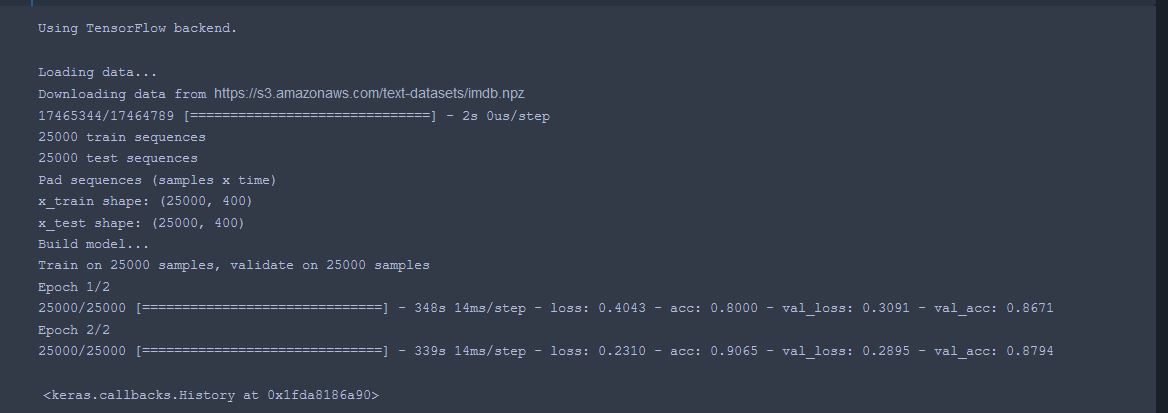 Using TensorFlow backend.
Loading data...
Downloading data from https://s3.amazonaws.com/text-datasets/imdb.npz
17465344/17464789 [==============================] - 2s 0us/step
25000 train sequences
25000 test sequences
Pad sequences (samples x time)
x_train shape: (25000, 400)
x_test shape: (25000, 400)
Build model...
Train on 25000 samples, validate on 25000 samples
Epoch 1/2
25000/25000 [==============================] - 348s 14ms/step - loss: 0.4043 - acc: 0.8000 - val_loss: 0.3091 - val_acc: 0.8671
Epoch 2/2
25000/25000 [==============================] - 339s 14ms/step - loss: 0.2310 - acc: 0.9065 - val_loss: 0.2895 - val_acc: 0.8794
<keras.callbacks.History at 0x1fda8186a90>